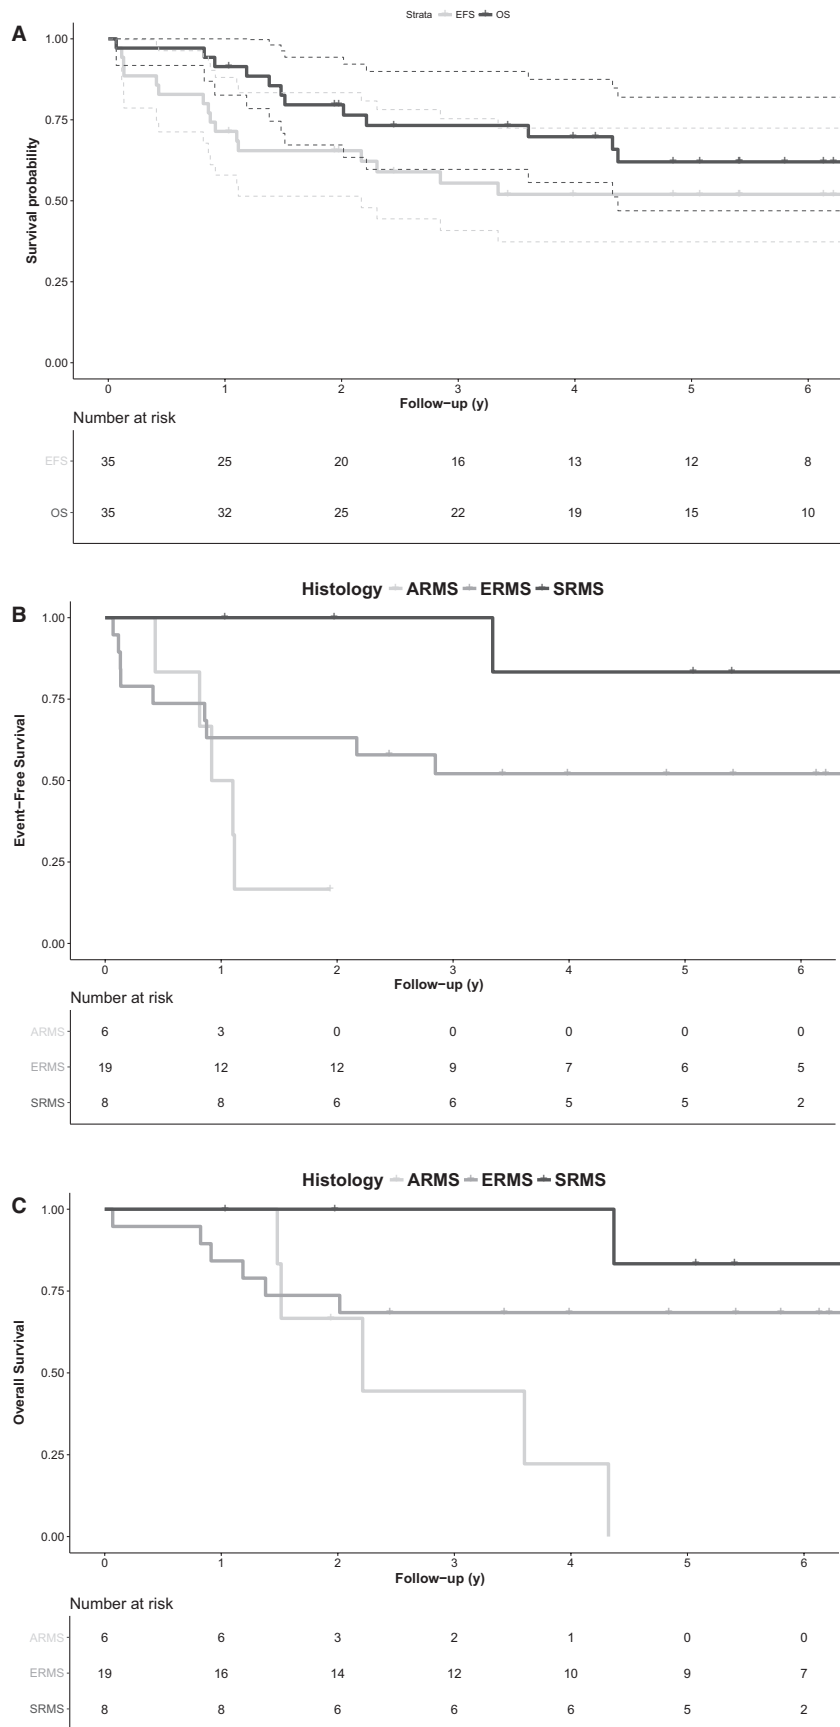 Strata EFS OS
A
1.00
0.75
0.50
0.25
0.00
Survival probability
0 1 2 3 4 5 6
Follow−up (y)
Number at risk
EFS 35 25 20 16 13 12 8
OS 35 32 25 22 19 15 10
Histology ARMS ERMS SRMS
B
1.00
0.75
0.50
0.25
0.00
Event−Free Survival
0 1 2 3 4 5 6
Follow−up (y)
Number at risk
ARMS 6 3 0 0 0 0 0
ERMS 19 12 12 9 7 6 5
SRMS 8 8 6 6 5 5 2
Histology ARMS ERMS SRMS
C
1.00
0.75
0.50
0.25
0.00
Overall Survival
0 1 2 3 4 5 6
Follow−up (y)
Number at risk
ARMS 6 6 3 2 1 0 0
ERMS 19 16 14 12 10 9 7
SRMS 8 8 6 6 6 5 2